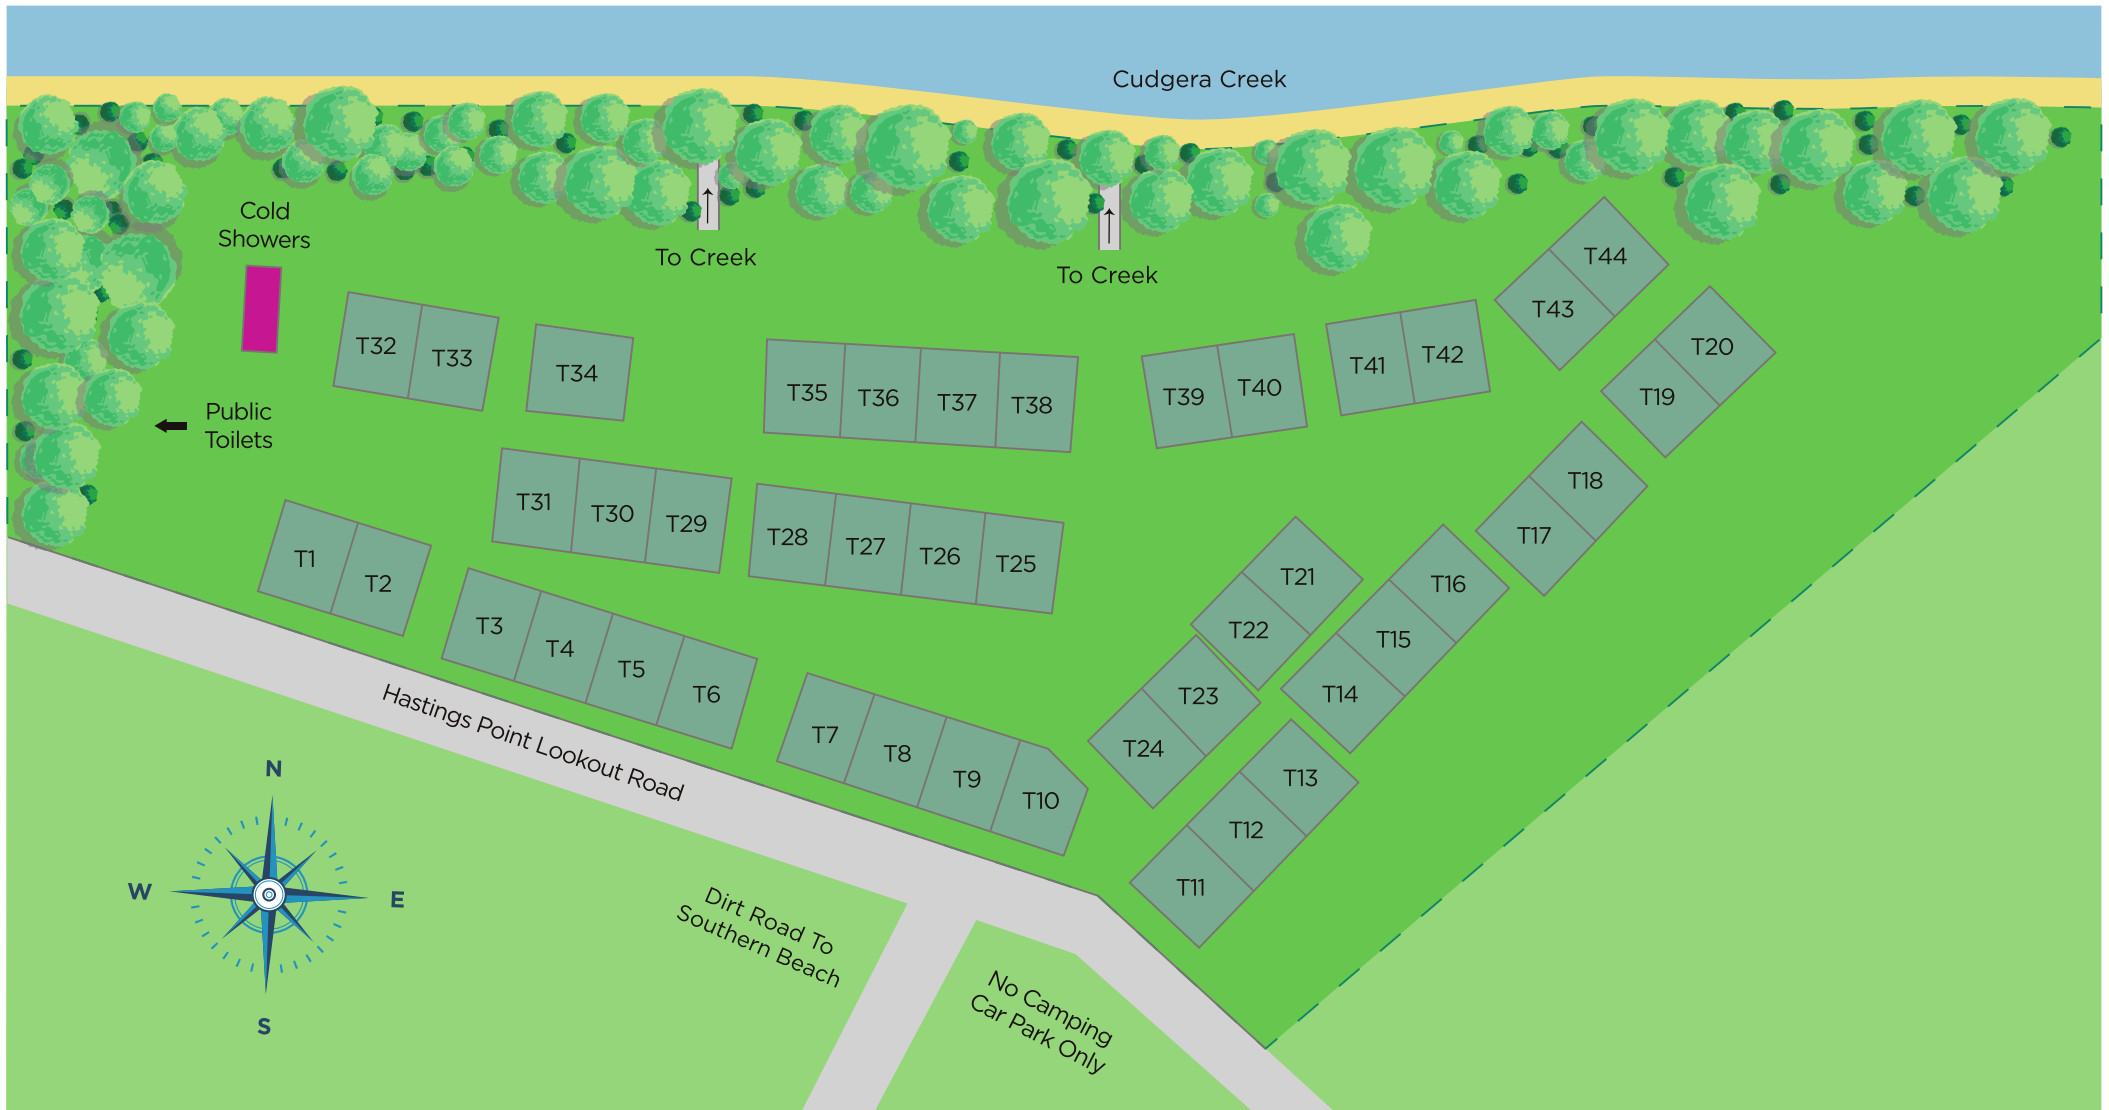 Cudgera Creek
Cold
Showers
To Creek
To Creek
T44
T43
T32
T33
T34
T35
T36
T37
T38
T39
T40
T41
T42
T20
T19
Public
Toilets
T31
T30
T29
T28
T27
T26
T25
T18
T17
T1
T2
T21
T22
T16
T15
T14
T3
T4
T5
T6
T23
T24
T7
T8
T9
T10
T13
T12
T11
Hastings Point Lookout Road
N
W
E
S
Dirt Road To
Southern Beach
No Camping
Car Park Only